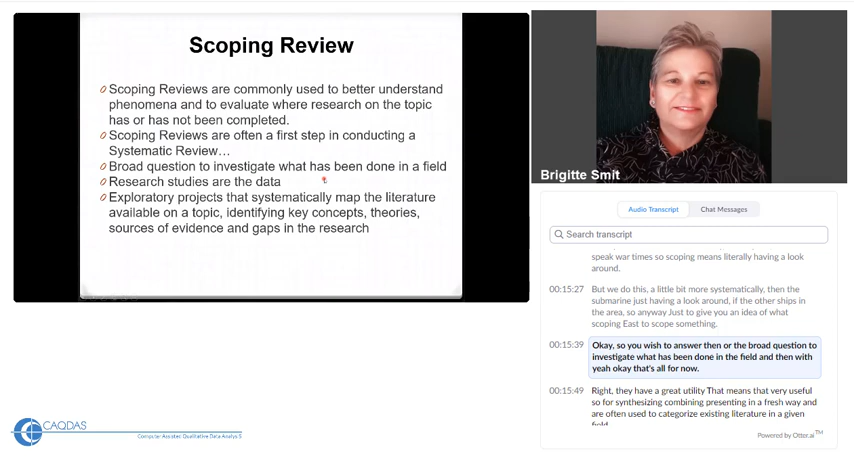 Scoping Review
Scoping Reviews are commonly used to better understand
phenomena and to evaluate where research on the topic
has or has not been completed.
Scoping Reviews are often a first step in conducting a
Systematic Review…
Broad question to investigate what has been done in a field
Research studies are the data
Exploratory projects that systematically map the literature
available on a topic, identifying key concepts, theories,
sources of evidence and gaps in the research
Brigitte Smit
Audio Transcript
Chat Messages
Search transcript
speak war times so scoping means literally having a look
around.
00:15:27
But we do this, a little bit more systematically, then the
submarine just having a look around, if the other ships in
the area, so anyway Just to give you an idea of what
scoping East to scope something.
00:15:39
Okay, so you wish to answer then or the broad question to
investigate what has been done in the field and then with
yeah okay that's all for now.
00:15:49
Right, they have a great utility That means that very useful
so for synthesizing combining presenting in a fresh way and
are often used to categorize existing literature in a given
field
Powered by Otter.ai™
CAQDAS
Computer Assisted Qualitative Data Analysis